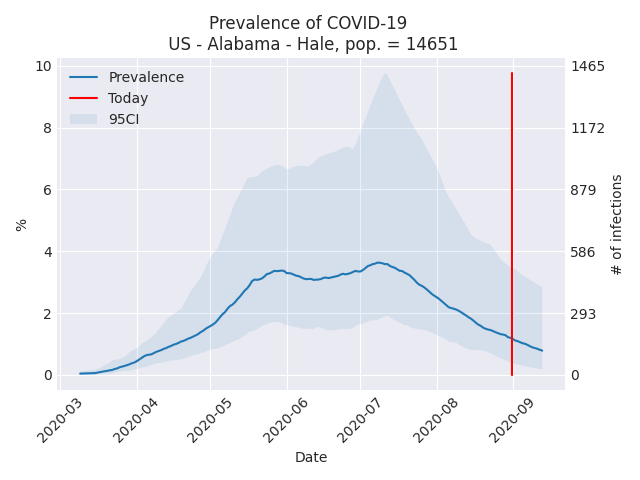 Prevalence of COVID-19
US - Alabama - Hale, pop. = 14651
Prevalence
Today
95CI
10
8
6
4
2
0
%
1465
1172
879
586
293
0
# of infections
2020-03
2020-04
2020-05
2020-06
2020-07
2020-08
2020-09
Date